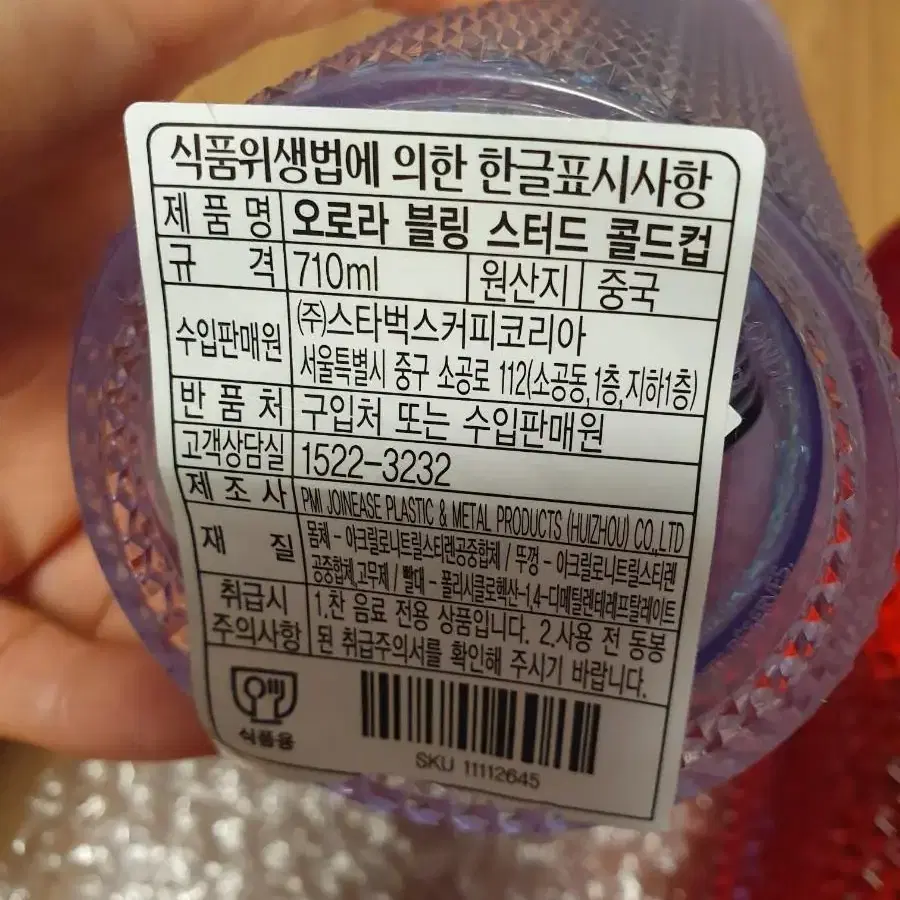 식품위생법에 의한 한글표시사항
제품명 오로라 블링 스터드 콜드컵
규격 710ml 원산지 중국
수입판매원 (주)스타벅스커피코리아
서울특별시 중구 소공로 112(소공동,1층,지하1층)
반품처 구입처 또는 수입판매원
고객상담실 1522-3232
제조사 PMI JOINEASE PLASTIC & METAL PRODUCTS (HUIZHOU) CO.,LTD
재질 몸체 - 아크릴로니트릴스티렌공중합체 / 뚜껑 - 아크릴로니트릴스티렌
공중합체,고무제 / 빨대 - 폴리시클로헥산-1,4-디메틸렌테레프탈레이트
취급시 주의사항 1.찬 음료 전용 상품입니다. 2.사용 전 동봉
된 취급주의서를 확인해 주시기 바랍니다.
식품용
SKU 11112645